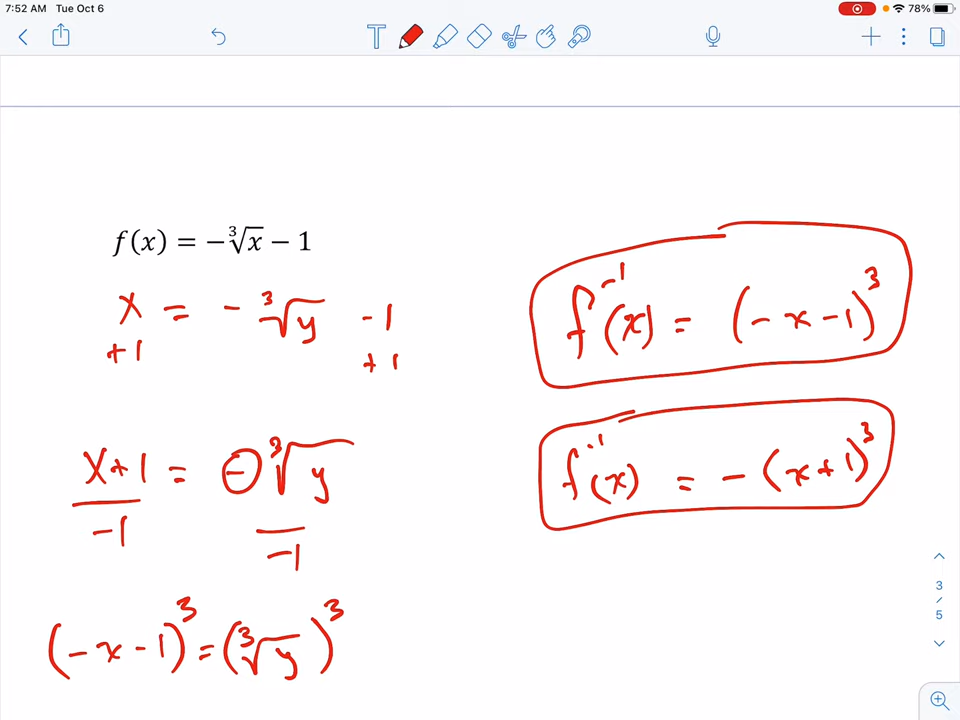 7:52 AM Tue Oct 6
78%
T
f(x) = −∛x − 1
x = - ∛y -1
+1 +1
x+1 = - ∛y
-1 -1
(-x-1)³ = (∛y)³
f⁻¹(x) = (-x-1)³
f⁻¹(x) = -(x+1)³
3
/
5